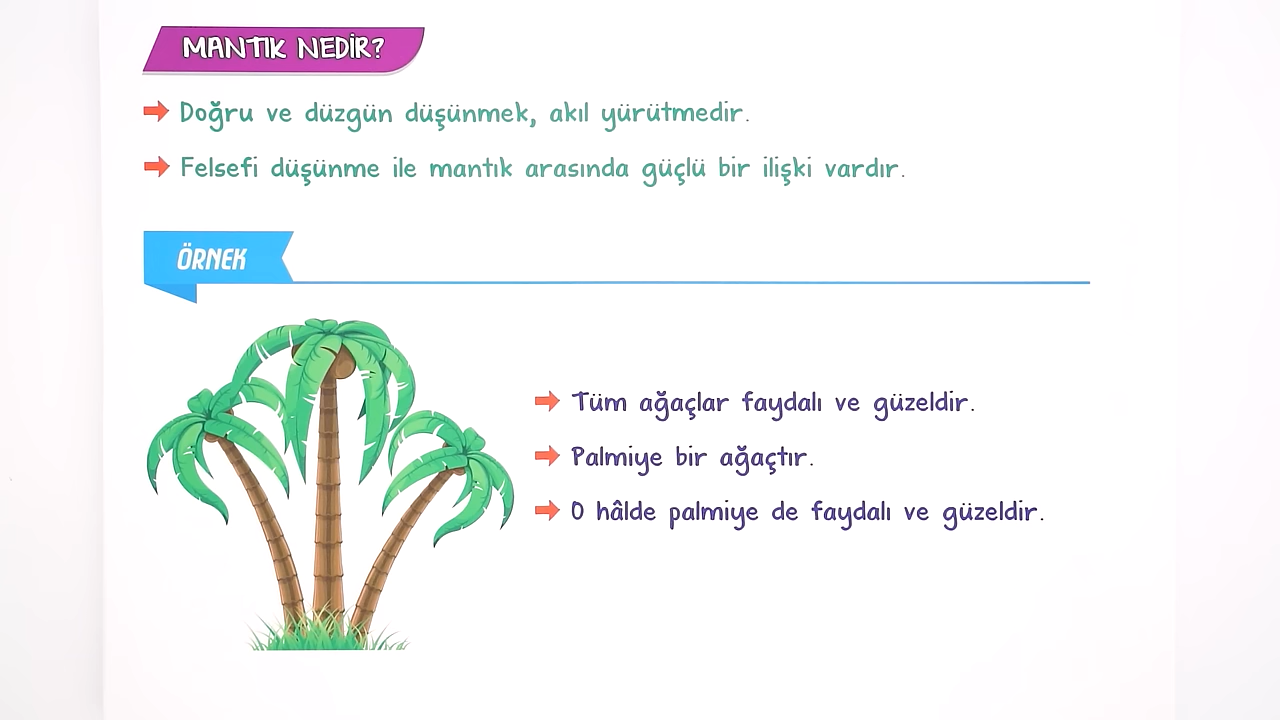 MANTIK NEDİR?
Doğru ve düzgün düşünmek, akıl yürütmedir.
Felsefi düşünme ile mantık arasında güçlü bir ilişki vardır.
ÖRNEK
Tüm ağaçlar faydalı ve güzeldir.
Palmiye bir ağaçtır.
O hâlde palmiye de faydalı ve güzeldir.